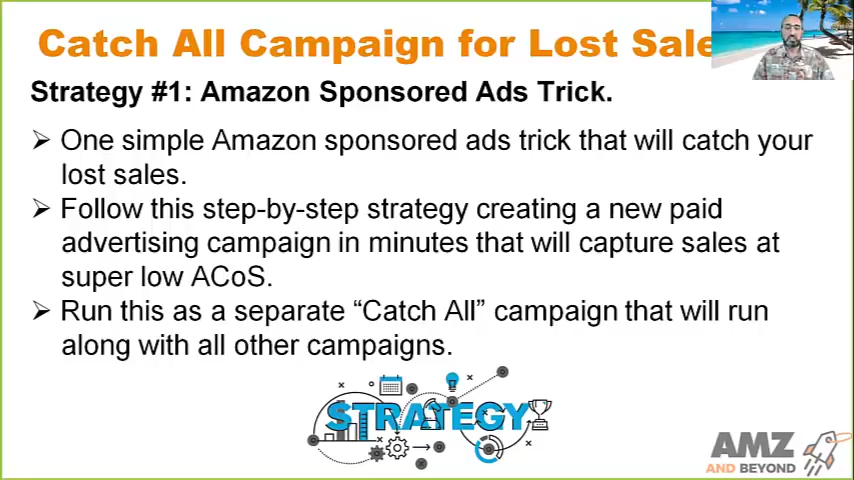 Catch All Campaign for Lost Sale
Strategy #1: Amazon Sponsored Ads Trick.
➢ One simple Amazon sponsored ads trick that will catch your
lost sales.
➢ Follow this step-by-step strategy creating a new paid
advertising campaign in minutes that will capture sales at
super low ACoS.
➢ Run this as a separate “Catch All” campaign that will run
along with all other campaigns.
STRATEGY
AMZ
AND BEYOND